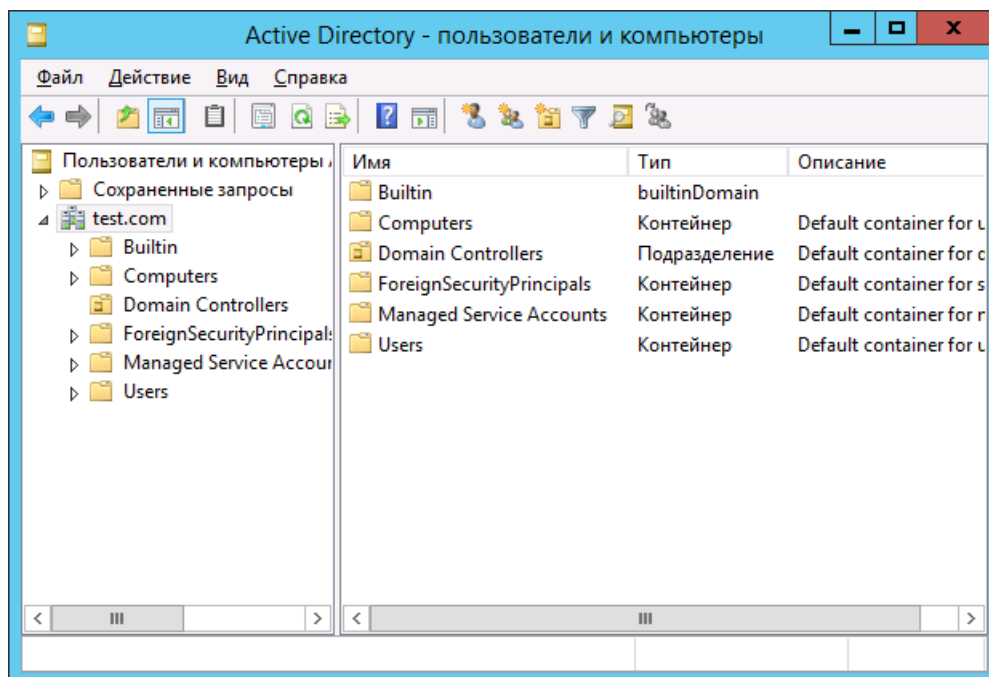 Active Directory - пользователи и компьютеры
Файл Действие Вид Справка
Пользователи и компьютеры
Сохраненные запросы
test.com
Builtin
Computers
Domain Controllers
ForeignSecurityPrincipals
Managed Service Accour
Users
Имя Тип Описание
Builtin builtinDomain
Computers Контейнер Default container for u
Domain Controllers Подразделение Default container for d
ForeignSecurityPrincipals Контейнер Default container for s
Managed Service Accounts Контейнер Default container for r
Users Контейнер Default container for u